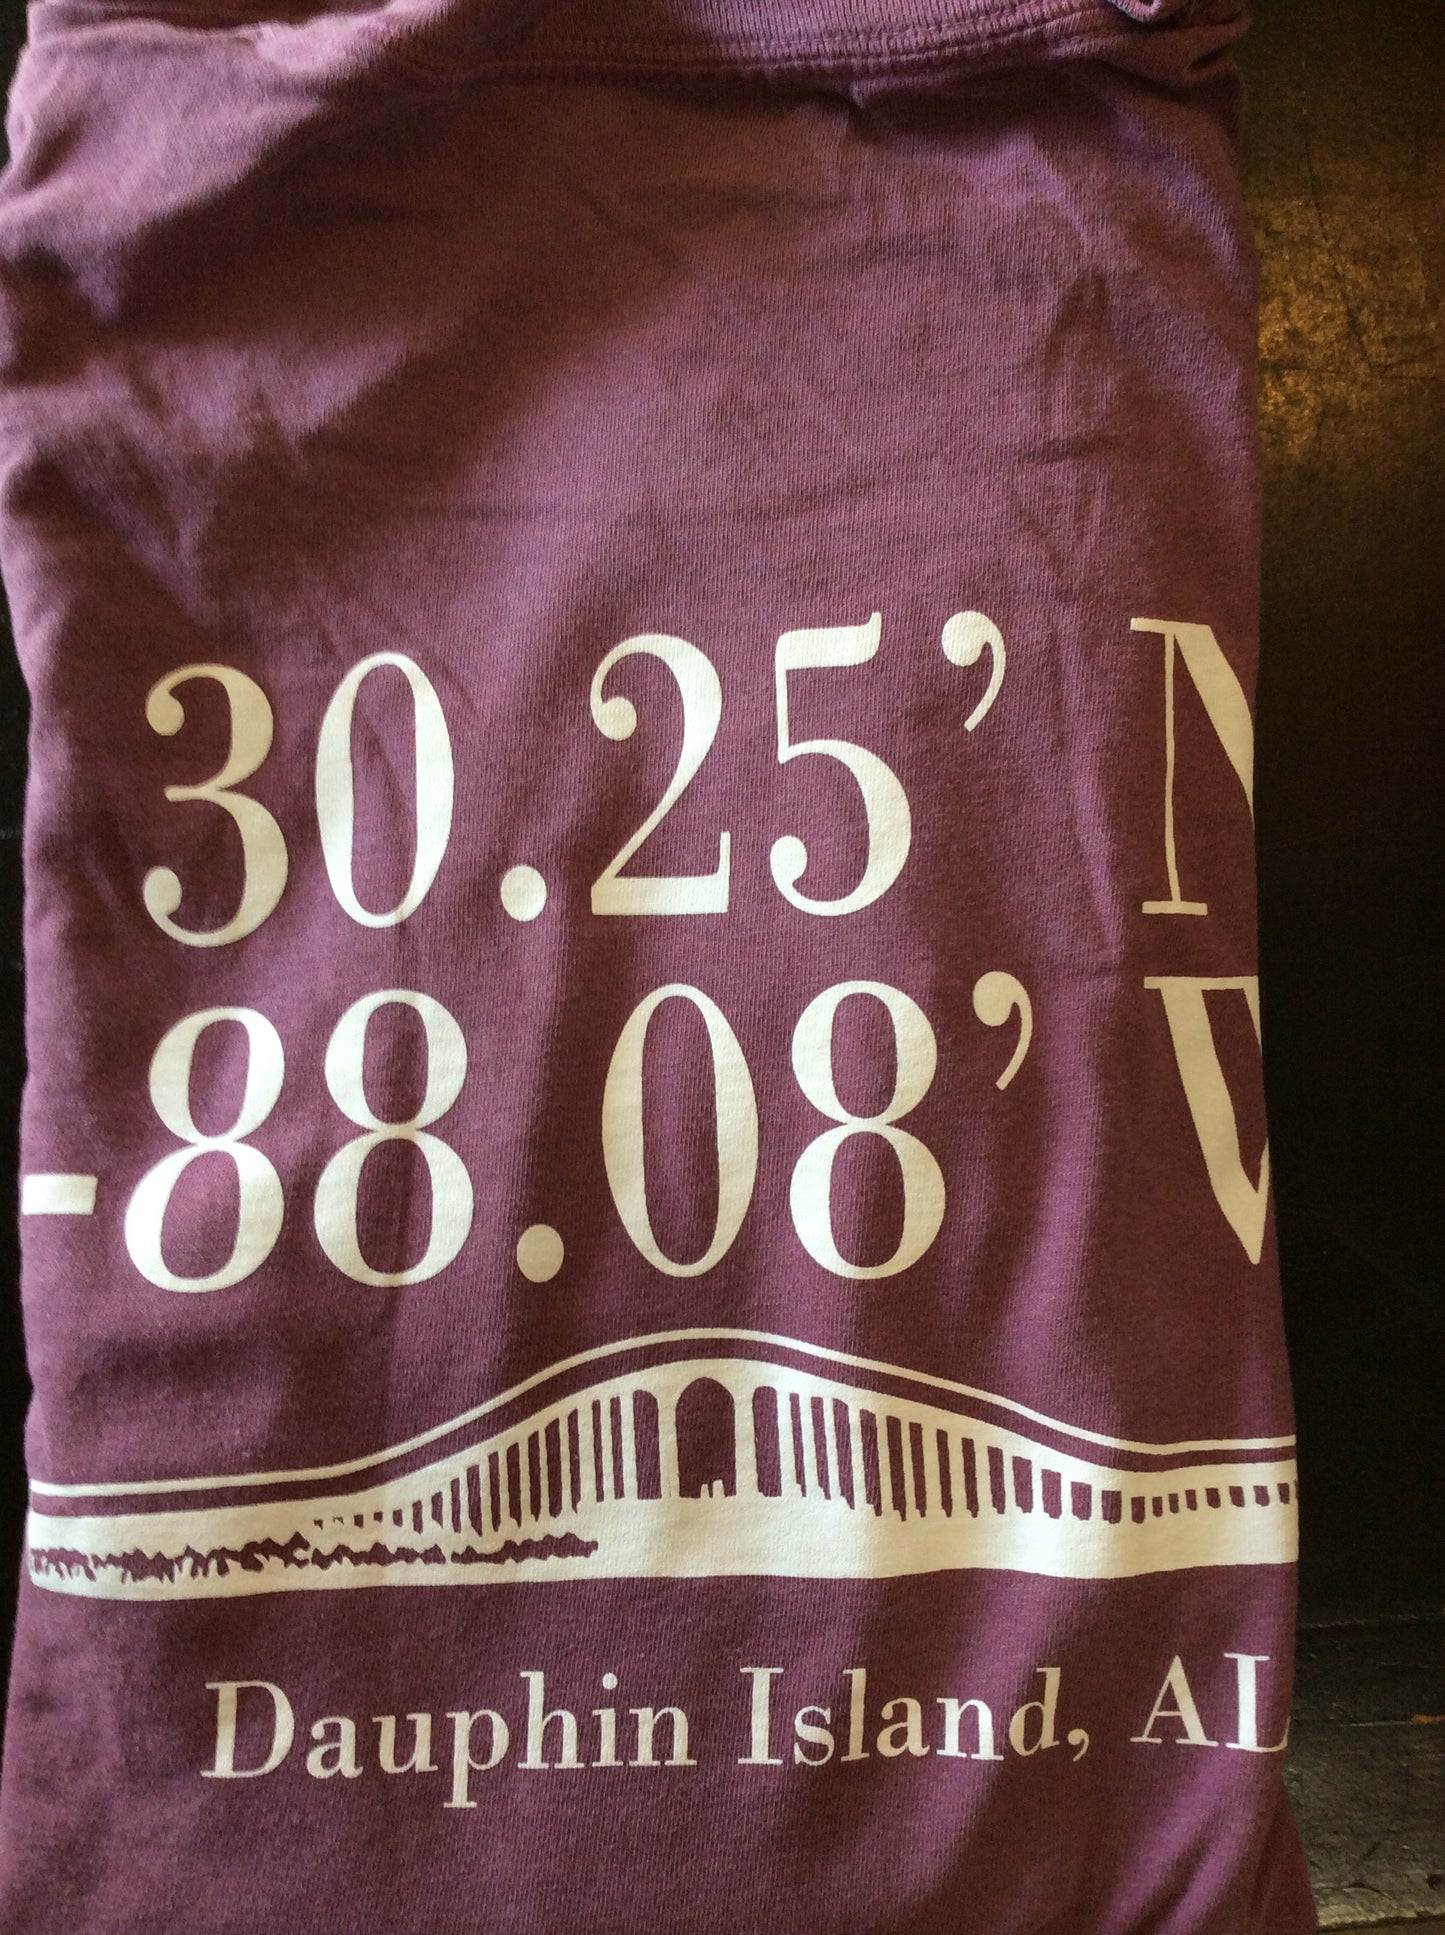 30.25’ N
-88.08’ W
Dauphin Island, AL